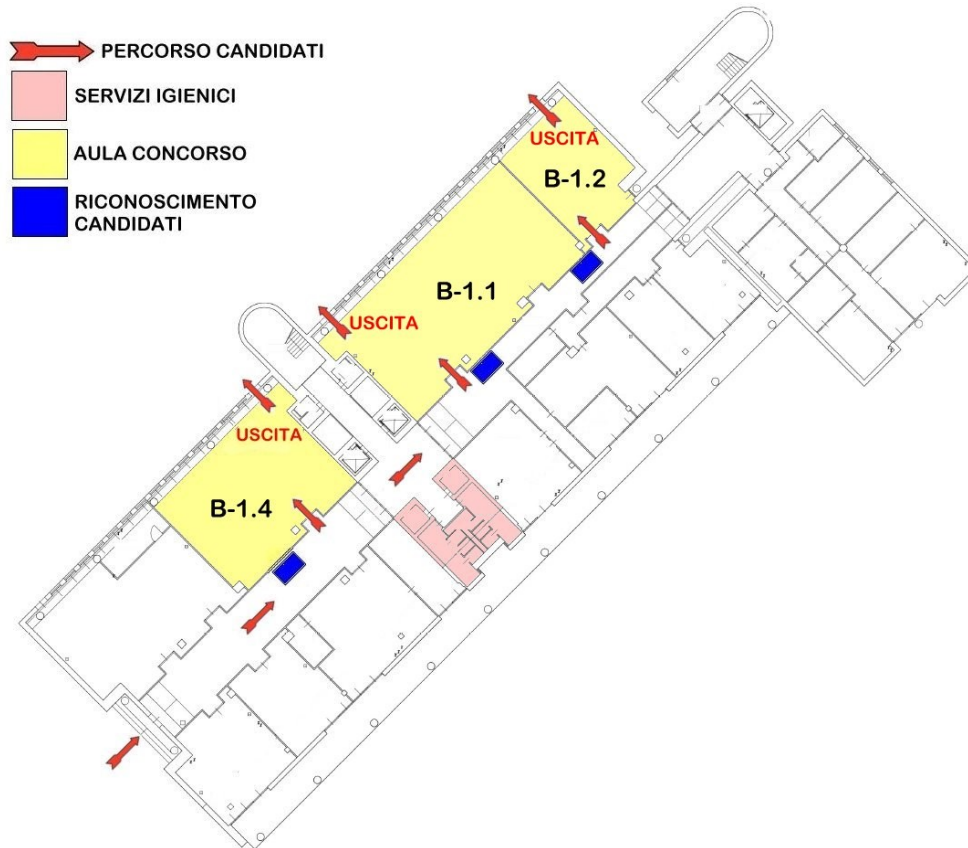 PERCORSO CANDIDATI
SERVIZI IGIENICI
AULA CONCORSO
RICONOSCIMENTO
CANDIDATI
USCITA
B-1.2
B-1.1
USCITA
USCITA
B-1.4